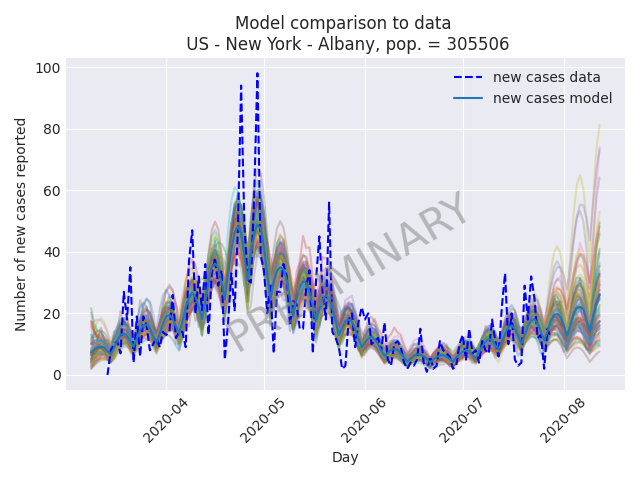 Model comparison to data
US - New York - Albany, pop. = 305506
Number of new cases reported
100
80
60
40
20
0
new cases data
new cases model
PRELIMINARY
2020-04
2020-05
2020-06
2020-07
2020-08
Day